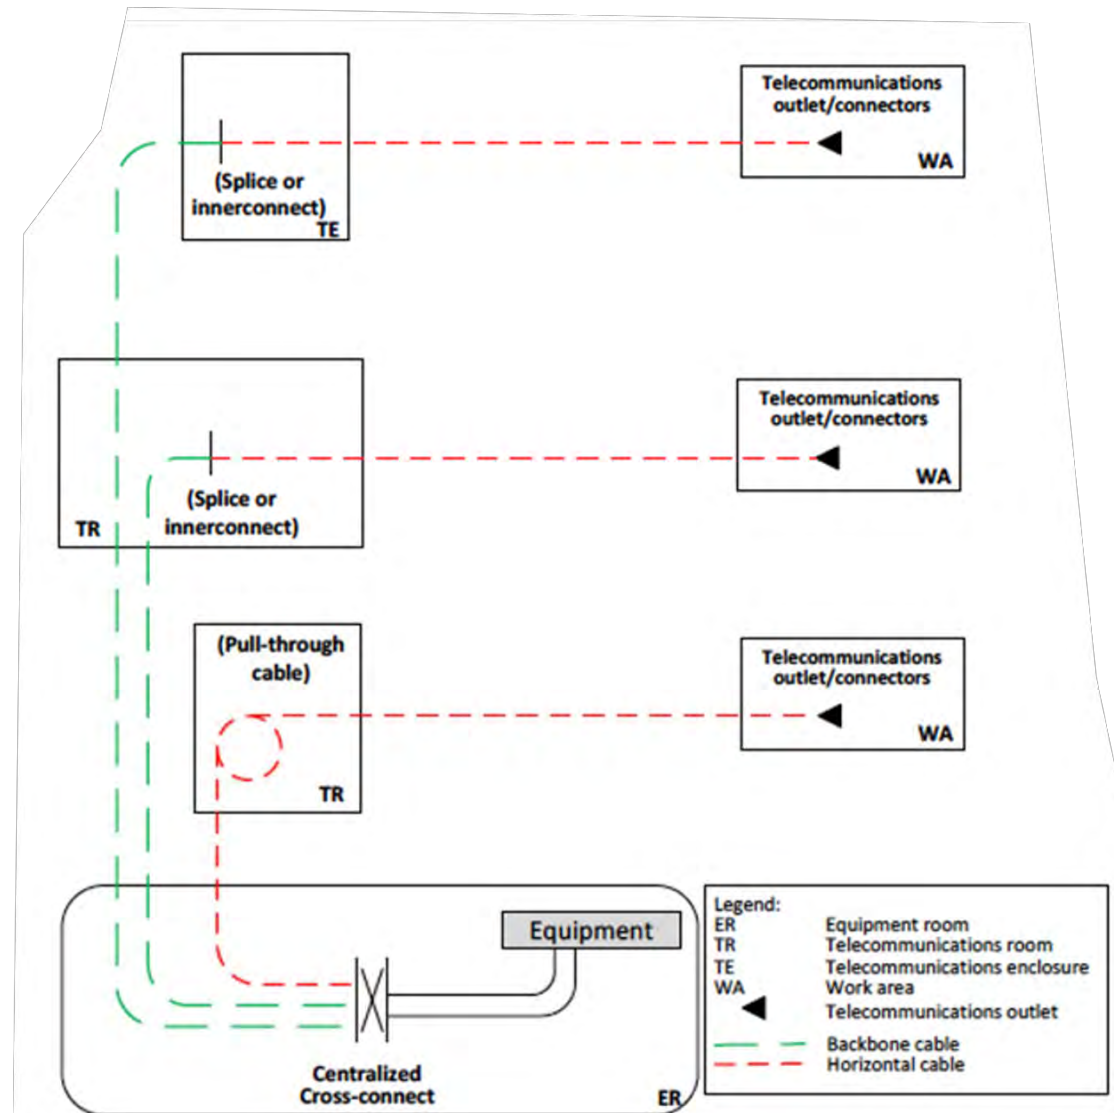 Telecommunications
outlet/connectors
WA
(Splice or
innerconnect)
TE
Telecommunications
outlet/connectors
WA
(Splice or
innerconnect)
TR
(Pull-through
cable)
TR
Telecommunications
outlet/connectors
WA
Equipment
Centralized
Cross-connect
ER
Legend:
ER Equipment room
TR Telecommunications room
TE Telecommunications enclosure
WA Work area
Telecommunications outlet
Backbone cable
Horizontal cable